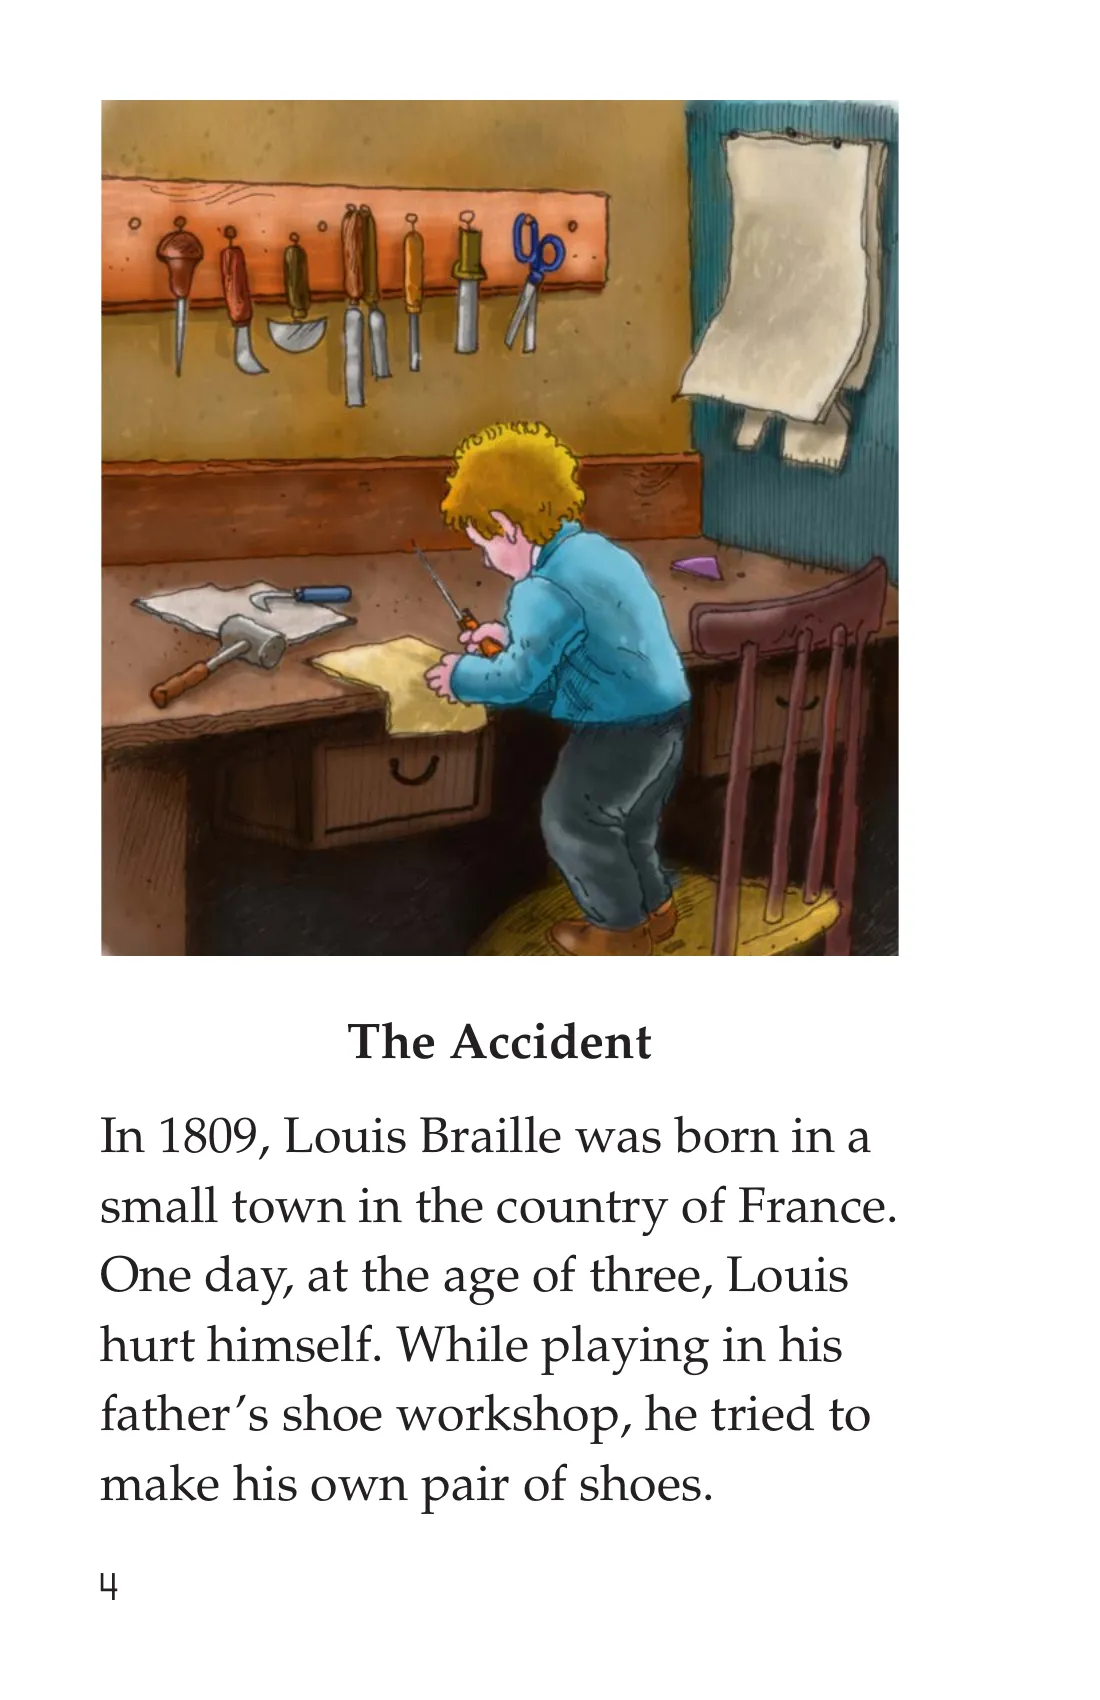 The Accident
In 1809, Louis Braille was born in a
small town in the country of France.
One day, at the age of three, Louis
hurt himself. While playing in his
father’s shoe workshop, he tried to
make his own pair of shoes.
4